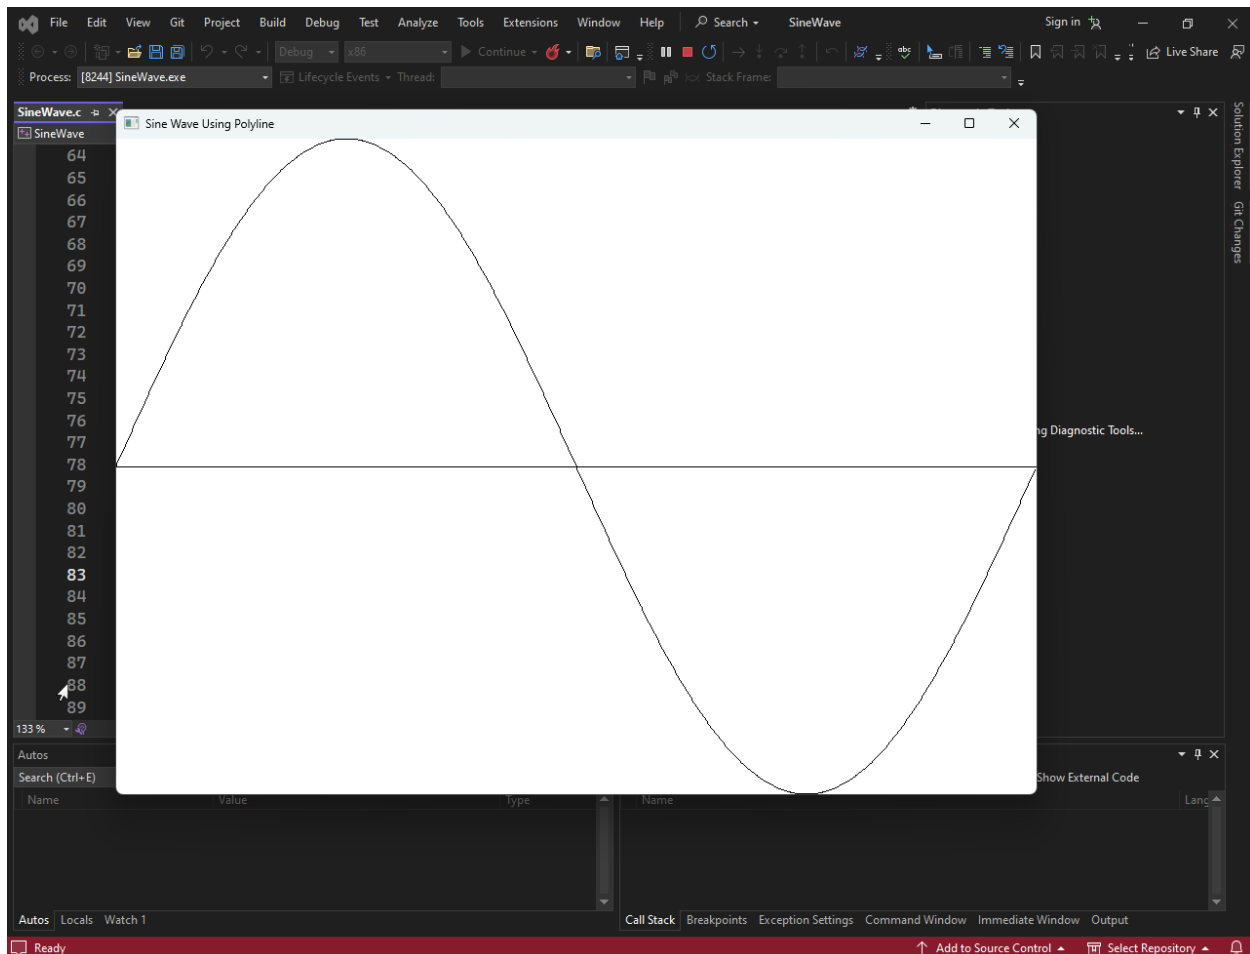 File Edit View Git Project Build Debug Test Analyze Tools Extensions Window Help Search SineWave Sign in
Debug x86 Continue Live Share
Process: [8244] SineWave.exe Lifecycle Events Thread: Stack Frame:
SineWave.c
Sine Wave Using Polyline
SineWave
64
65
66
67
68
69
70
71
72
73
74
75
76
77
78
79
80
81
82
83
84
85
86
87
88
89
Diagnostic Tools...
Solution Explorer
Git Changes
133 %
Autos
Search (Ctrl+E)
Show External Code
Name Value Type
Name
Autos Locals Watch 1
Call Stack Breakpoints Exception Settings Command Window Immediate Window Output
Ready
Add to Source Control Select Repository